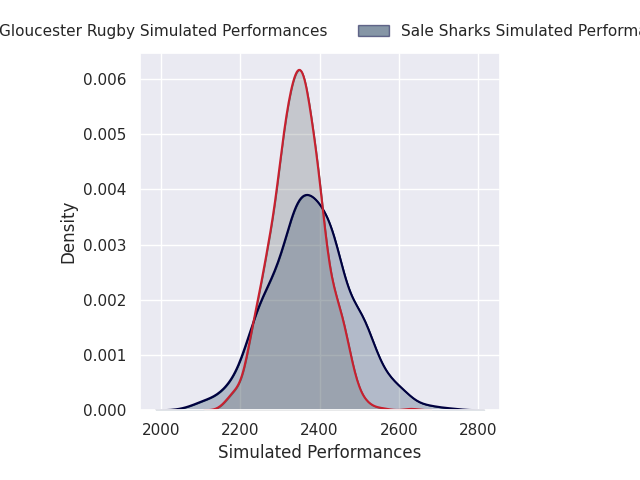 Gloucester Rugby Simulated Performances Sale Sharks Simulated Performa
0.006
0.005
0.004
0.003
0.002
0.001
0.000
Density
2000 2200 2400 2600 2800
Simulated Performances